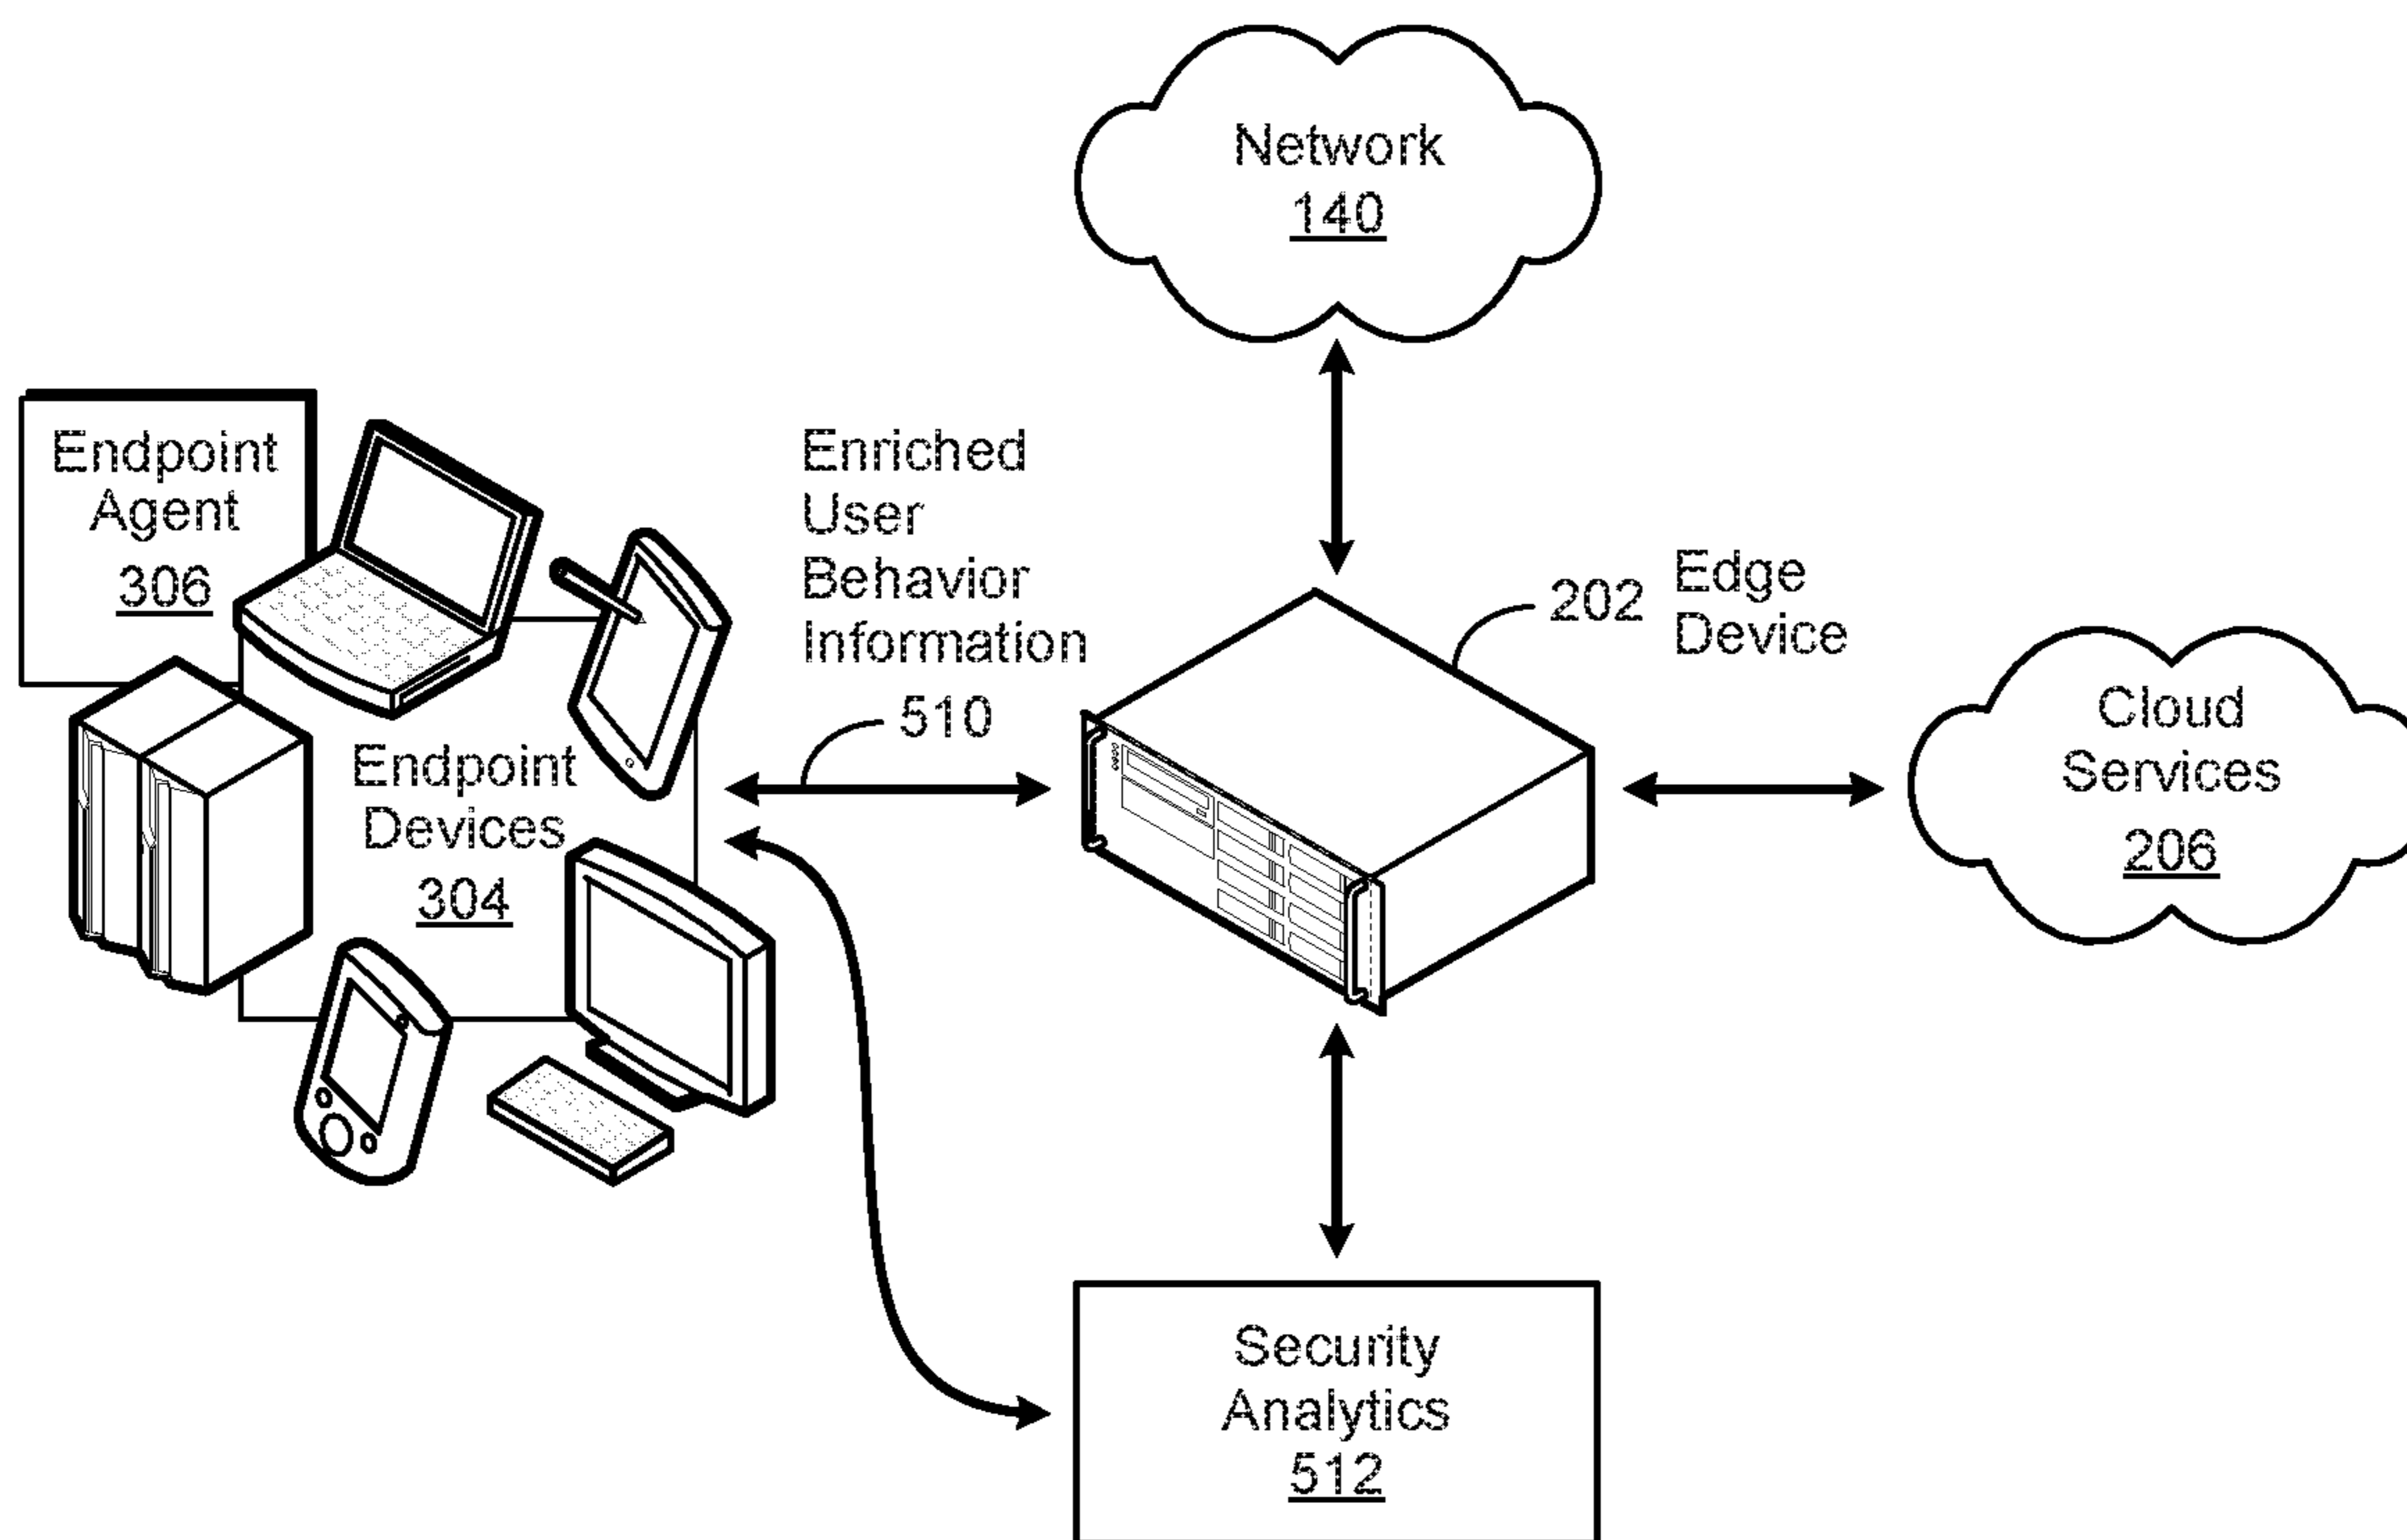 Network
140
Endpoint
Agent
306
Enriched
User
Behavior
Information
510
202
Edge
Device
Cloud
Services
206
Endpoint
Devices
304
Security
Analytics
512